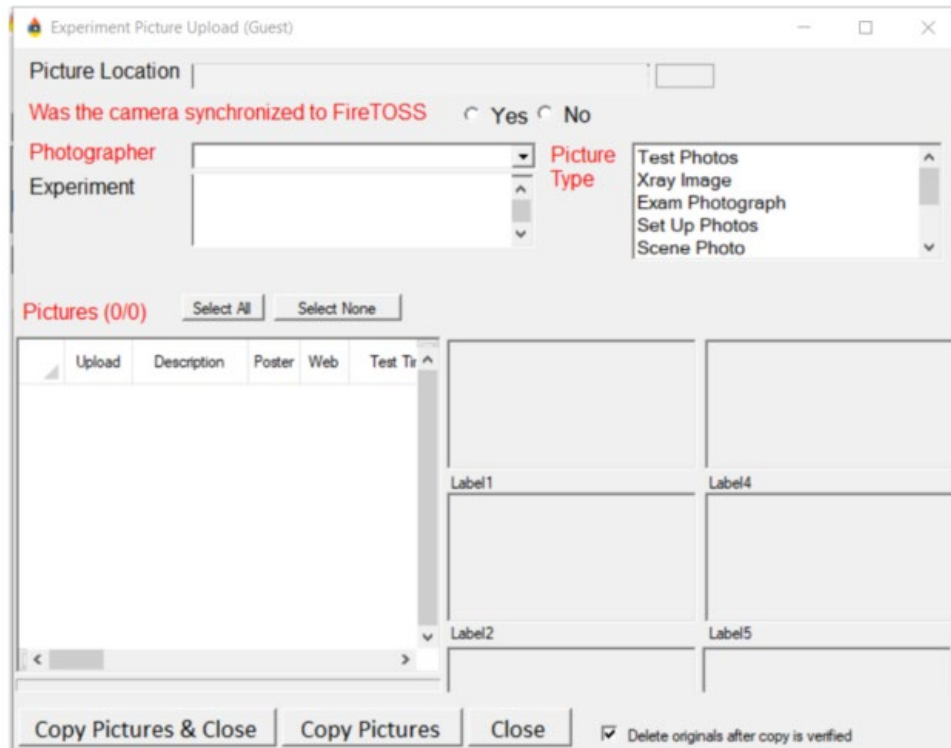 Experiment Picture Upload (Guest)
Picture Location
Was the camera synchronized to FireTOSS Yes No
Photographer
Picture Type
Experiment
Test Photos
Xray Image
Exam Photograph
Set Up Photos
Scene Photo
Pictures (0/0) Select All Select None
Upload Description Poster Web Test Tir
Label1 Label4
Label2 Label5
Copy Pictures & Close Copy Pictures Close Delete originals after copy is verified